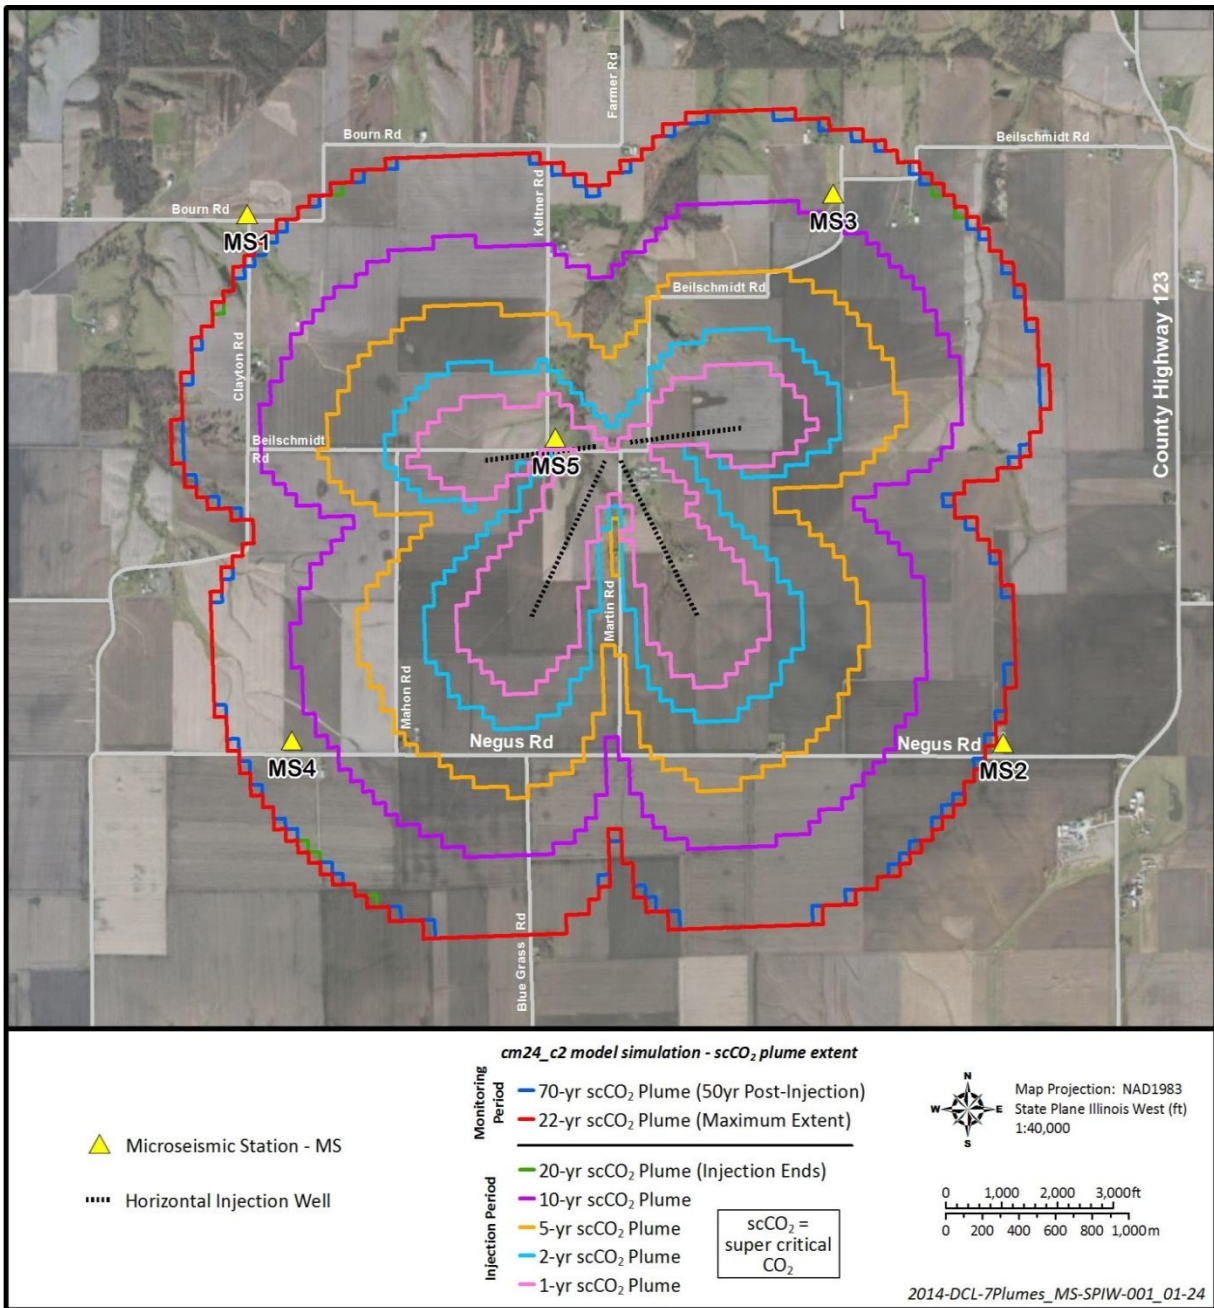 Farmer Rd
Bourn Rd
Beilschmidt Rd
Keltner Rd
Bourn Rd
MS1
MS3
Beilschmidt Rd
County Highway 123
Clayton Rd
Beilschmidt
Rd
MS5
Martin Rd
Mahon Rd
Negus Rd
Negus Rd
MS4
MS2
Blue Grass Rd
cm24_c2 model simulation - scCO₂ plume extent
Monitoring
Period
70-yr scCO₂ Plume (50yr Post-Injection)
22-yr scCO₂ Plume (Maximum Extent)
Injection Period
20-yr scCO₂ Plume (Injection Ends)
10-yr scCO₂ Plume
5-yr scCO₂ Plume
2-yr scCO₂ Plume
1-yr scCO₂ Plume
scCO₂ =
super critical
CO₂
Microseismic Station - MS
Horizontal Injection Well
N
W E
S
Map Projection: NAD1983
State Plane Illinois West (ft)
1:40,000
0 1,000 2,000 3,000ft
0 200 400 600 800 1,000m
2014-DCL-7Plumes_MS-SPIW-001_01-24